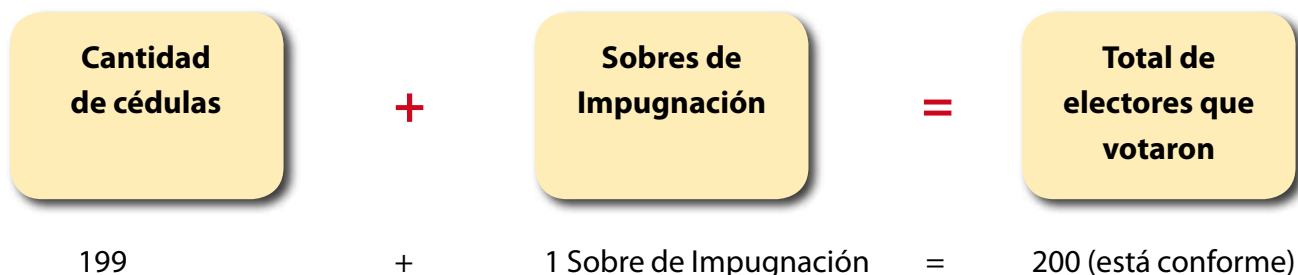 Cantidad
de cédulas
+
Sobres de
Impugnación
=
Total de
electores que
votaron
199 + 1 Sobre de Impugnación = 200 (está conforme)